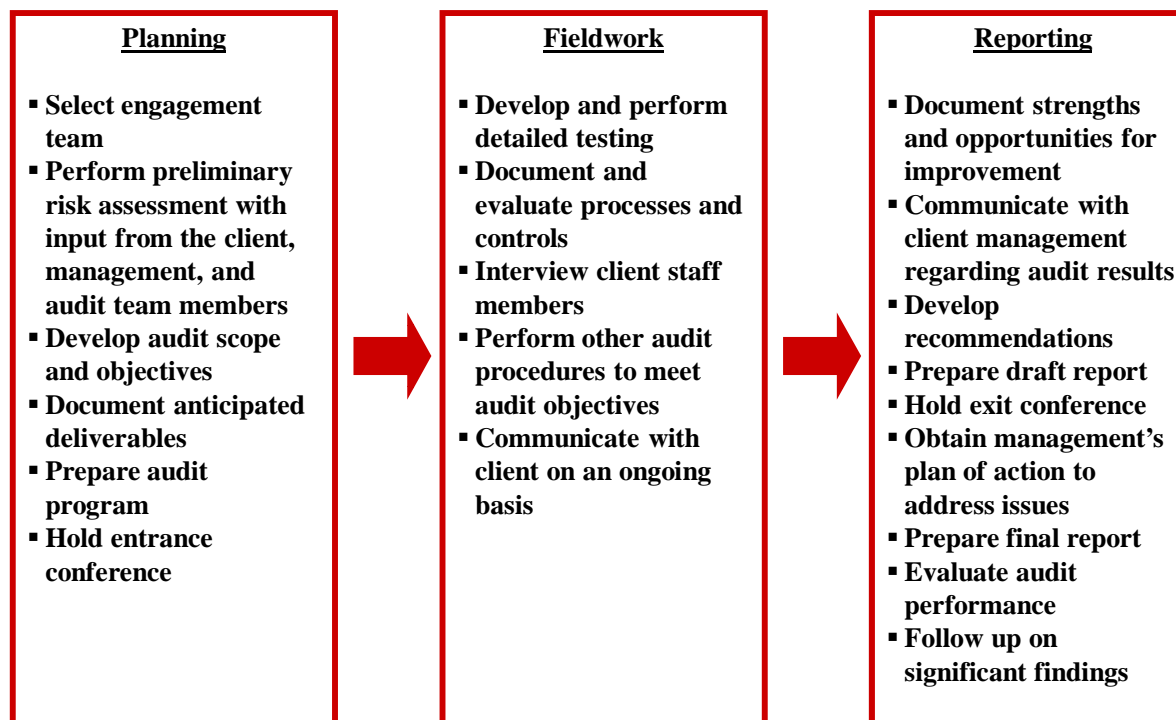 Planning
▪ Select engagement
team
▪ Perform preliminary
risk assessment with
input from the client,
management, and
audit team members
▪ Develop audit scope
and objectives
▪ Document anticipated
deliverables
▪ Prepare audit
program
▪ Hold entrance
conference
Fieldwork
▪ Develop and perform
detailed testing
▪ Document and
evaluate processes and
controls
▪ Interview client staff
members
▪ Perform other audit
procedures to meet
audit objectives
▪ Communicate with
client on an ongoing
basis
Reporting
▪ Document strengths
and opportunities for
improvement
▪ Communicate with
client management
regarding audit results
▪ Develop
recommendations
▪ Prepare draft report
▪ Hold exit conference
▪ Obtain management’s
plan of action to
address issues
▪ Prepare final report
▪ Evaluate audit
performance
▪ Follow up on
significant findings